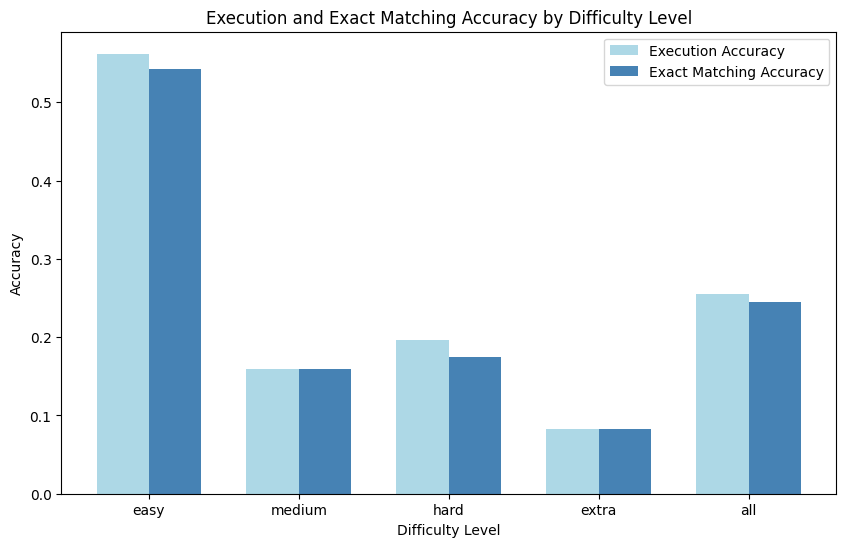 Execution and Exact Matching Accuracy by Difficulty Level
Execution Accuracy
Exact Matching Accuracy
0.5
0.4
0.3
0.2
0.1
0.0
Accuracy
easy medium hard extra all
Difficulty Level